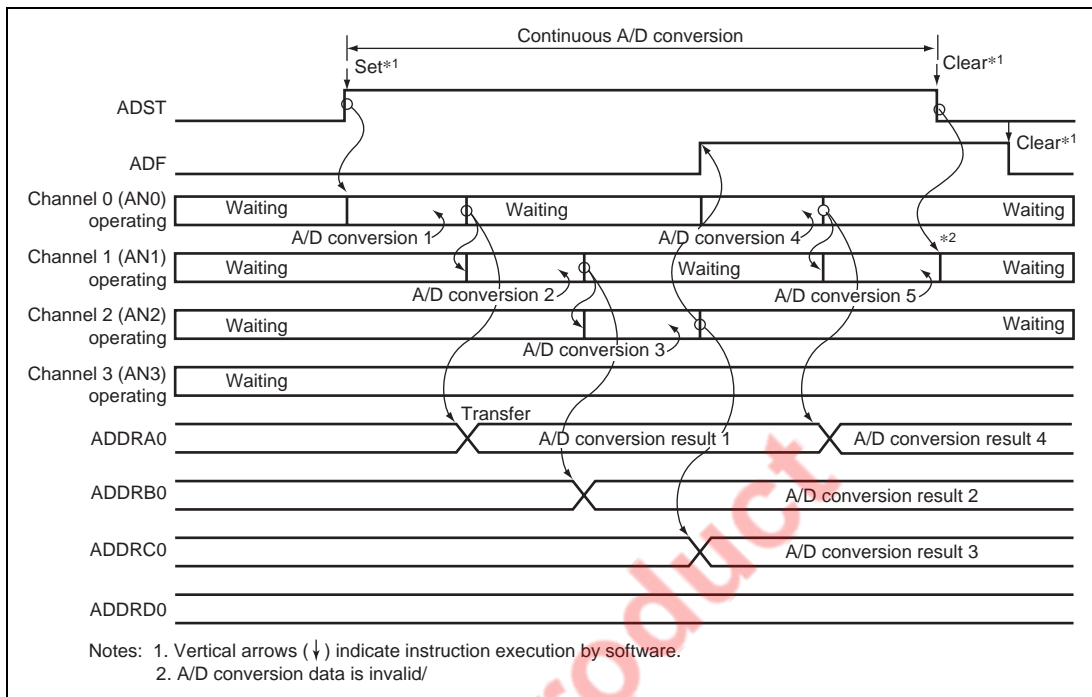 Continuous A/D conversion
Set*1
Clear*1
ADST
Clear*1
ADF
Channel 0 (AN0)
operating
Waiting
Waiting
Waiting
A/D conversion 1
A/D conversion 4
*2
Channel 1 (AN1)
operating
Waiting
Waiting
Waiting
A/D conversion 2
A/D conversion 5
Channel 2 (AN2)
operating
Waiting
Waiting
A/D conversion 3
Channel 3 (AN3)
operating
Waiting
Transfer
ADDRA0
A/D conversion result 1
A/D conversion result 4
ADDRB0
A/D conversion result 2
ADDRC0
A/D conversion result 3
ADDRD0
Notes: 1. Vertical arrows (↓) indicate instruction execution by software.
2. A/D conversion data is invalid/
roduct